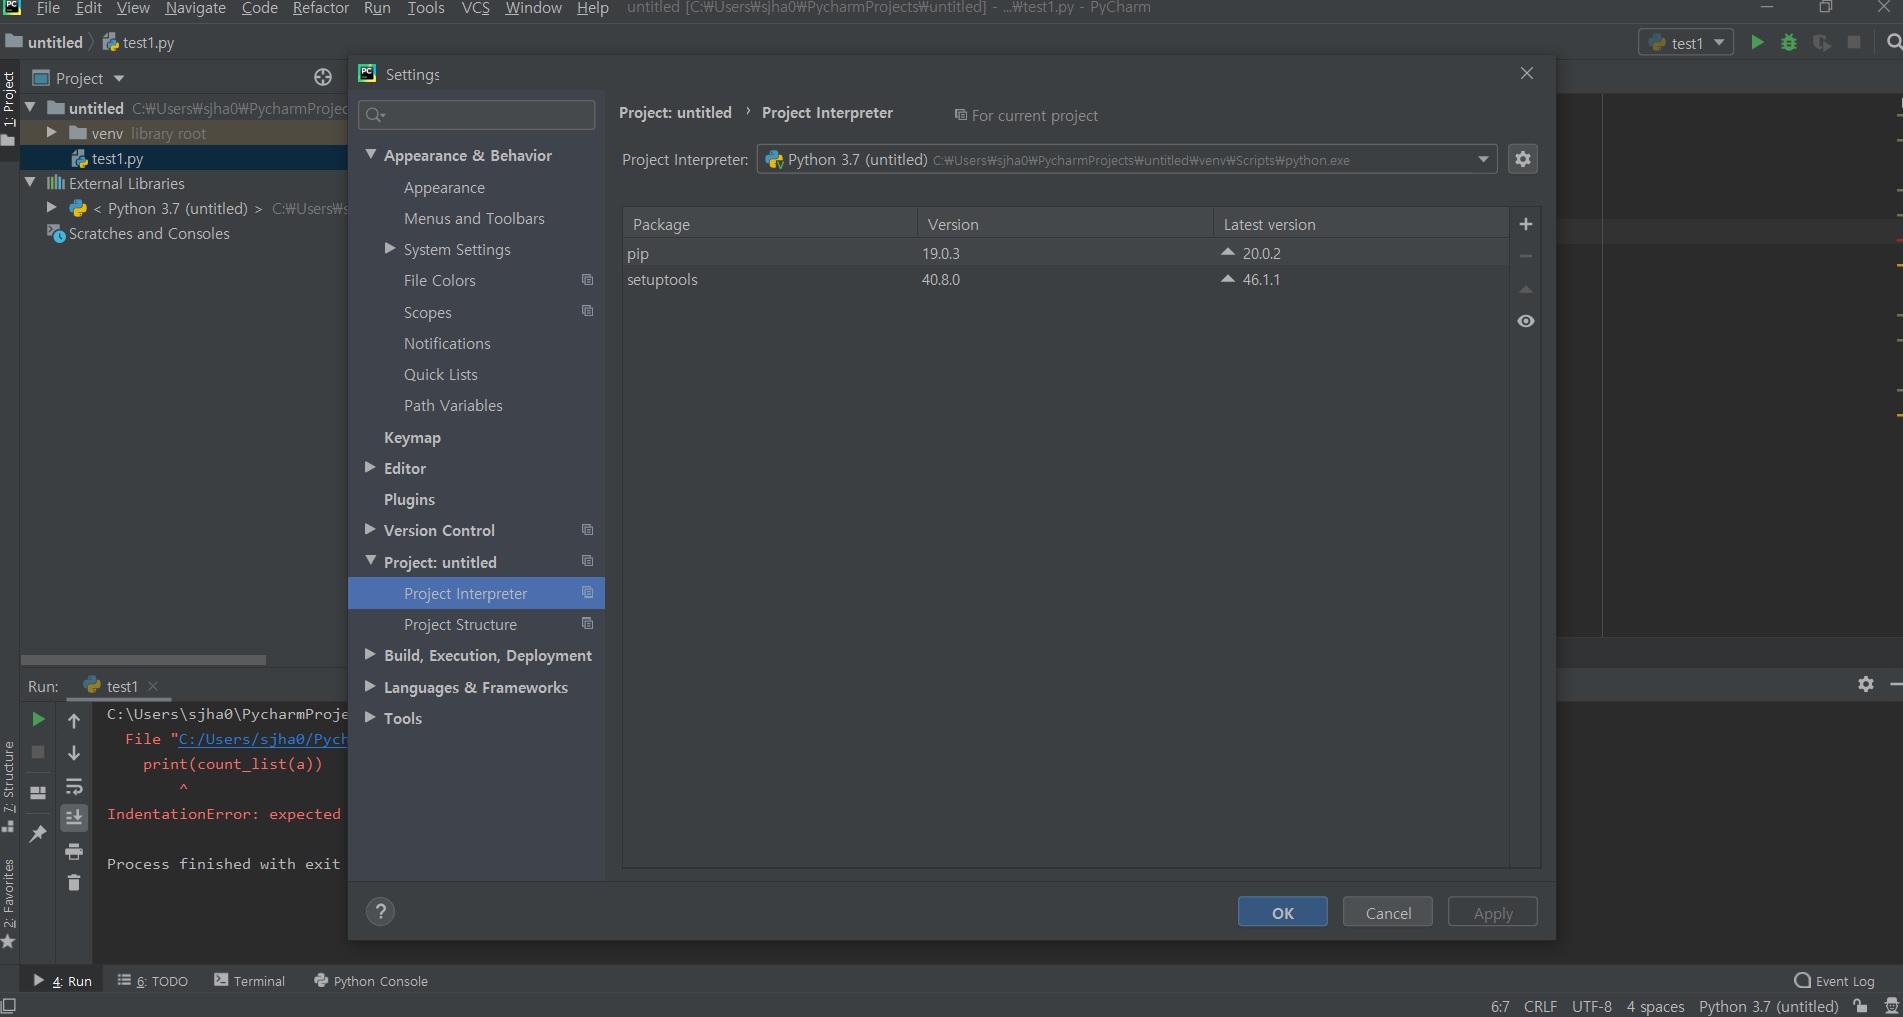 File Edit View Navigate Code Refactor Run Tools VCS Window Help untitled [C:₩Users₩sjha0₩PycharmProjects₩untitled] - ...₩test1.py - PyCharm
untitled test1.py
test1
1: Project
Project
untitled C:₩Users₩sjha0₩PycharmProjec
venv library root
test1.py
External Libraries
< Python 3.7 (untitled) > C:₩Users₩s
Scratches and Consoles
Settings
Appearance & Behavior
Appearance
Menus and Toolbars
System Settings
File Colors
Scopes
Notifications
Quick Lists
Path Variables
Keymap
Editor
Plugins
Version Control
Project: untitled
Project Interpreter
Project Structure
Build, Execution, Deployment
Languages & Frameworks
Tools
Project: untitled › Project Interpreter For current project
Project Interpreter: Python 3.7 (untitled) C:₩Users₩sjha0₩PycharmProjects₩untitled₩venv₩Scripts₩python.exe
Package Version Latest version
pip 19.0.3 20.0.2
setuptools 40.8.0 46.1.1
?
OK Cancel Apply
Run: test1
C:\Users\sjha0\PycharmProje
File "C:/Users/sjha0/Pych
print(count_list(a))
^
IndentationError: expected
Process finished with exit
7: Structure
2: Favorites
4: Run 6: TODO Terminal Python Console Event Log
6:7 CRLF UTF-8 4 spaces Python 3.7 (untitled)